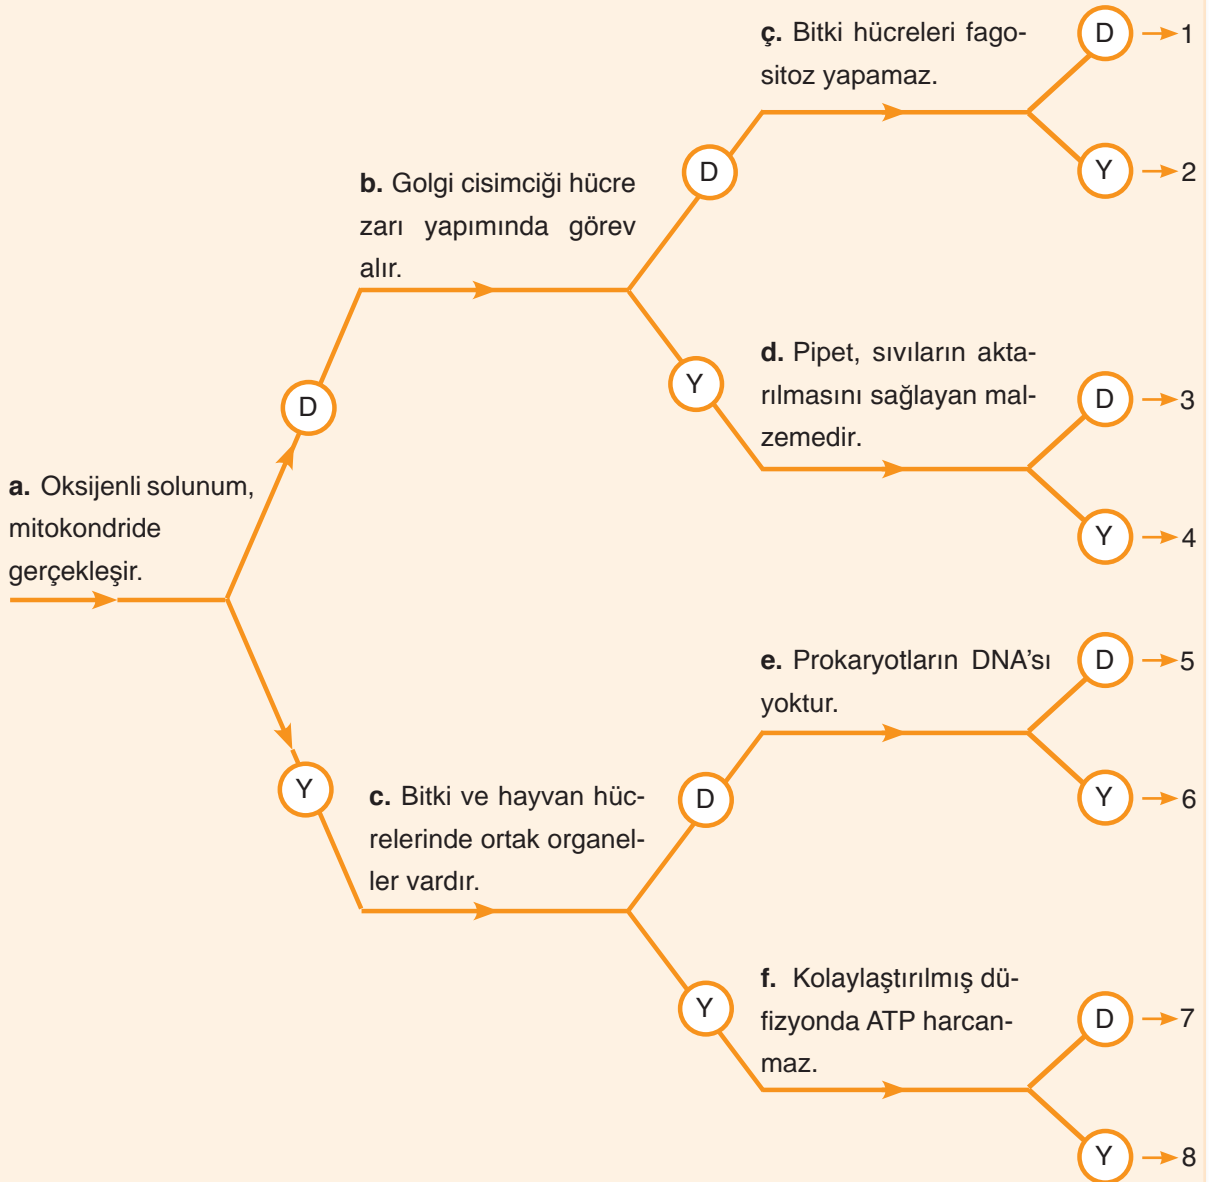 a. Oksijenli solunum,
mitokondride
gerçekleşir.
D
Y
b. Golgi cisimciği hücre
zarı yapımında görev
alır.
D
Y
c. Bitki ve hayvan hüc-
relerinde ortak organel-
ler vardır.
D
Y
ç. Bitki hücreleri fago-
sitoz yapamaz.
D 1
Y 2
d. Pipet, sıvıların akta-
rılmasını sağlayan mal-
zemedir.
D 3
Y 4
e. Prokaryotların DNA’sı
yoktur.
D 5
Y 6
f. Kolaylaştırılmış dü-
fizyonda ATP harcan-
maz.
D 7
Y 8